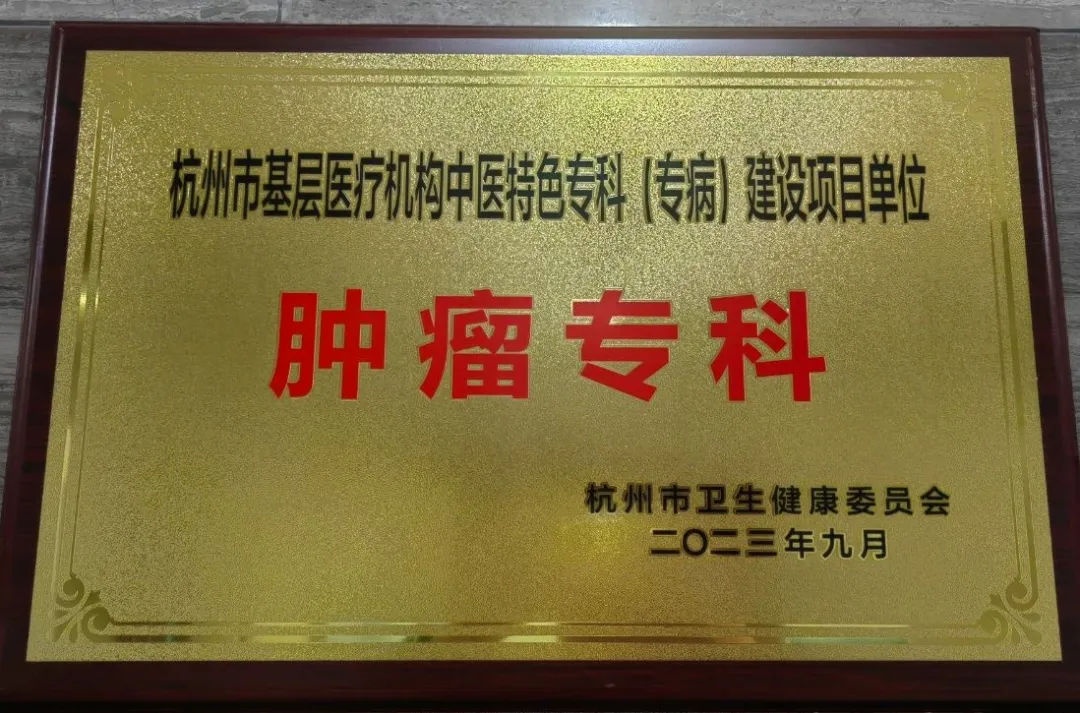 杭州市基层医疗机构中医特色专科（专病）建设项目单位
肿瘤专科
杭州市卫生健康委员会
二〇二三年九月